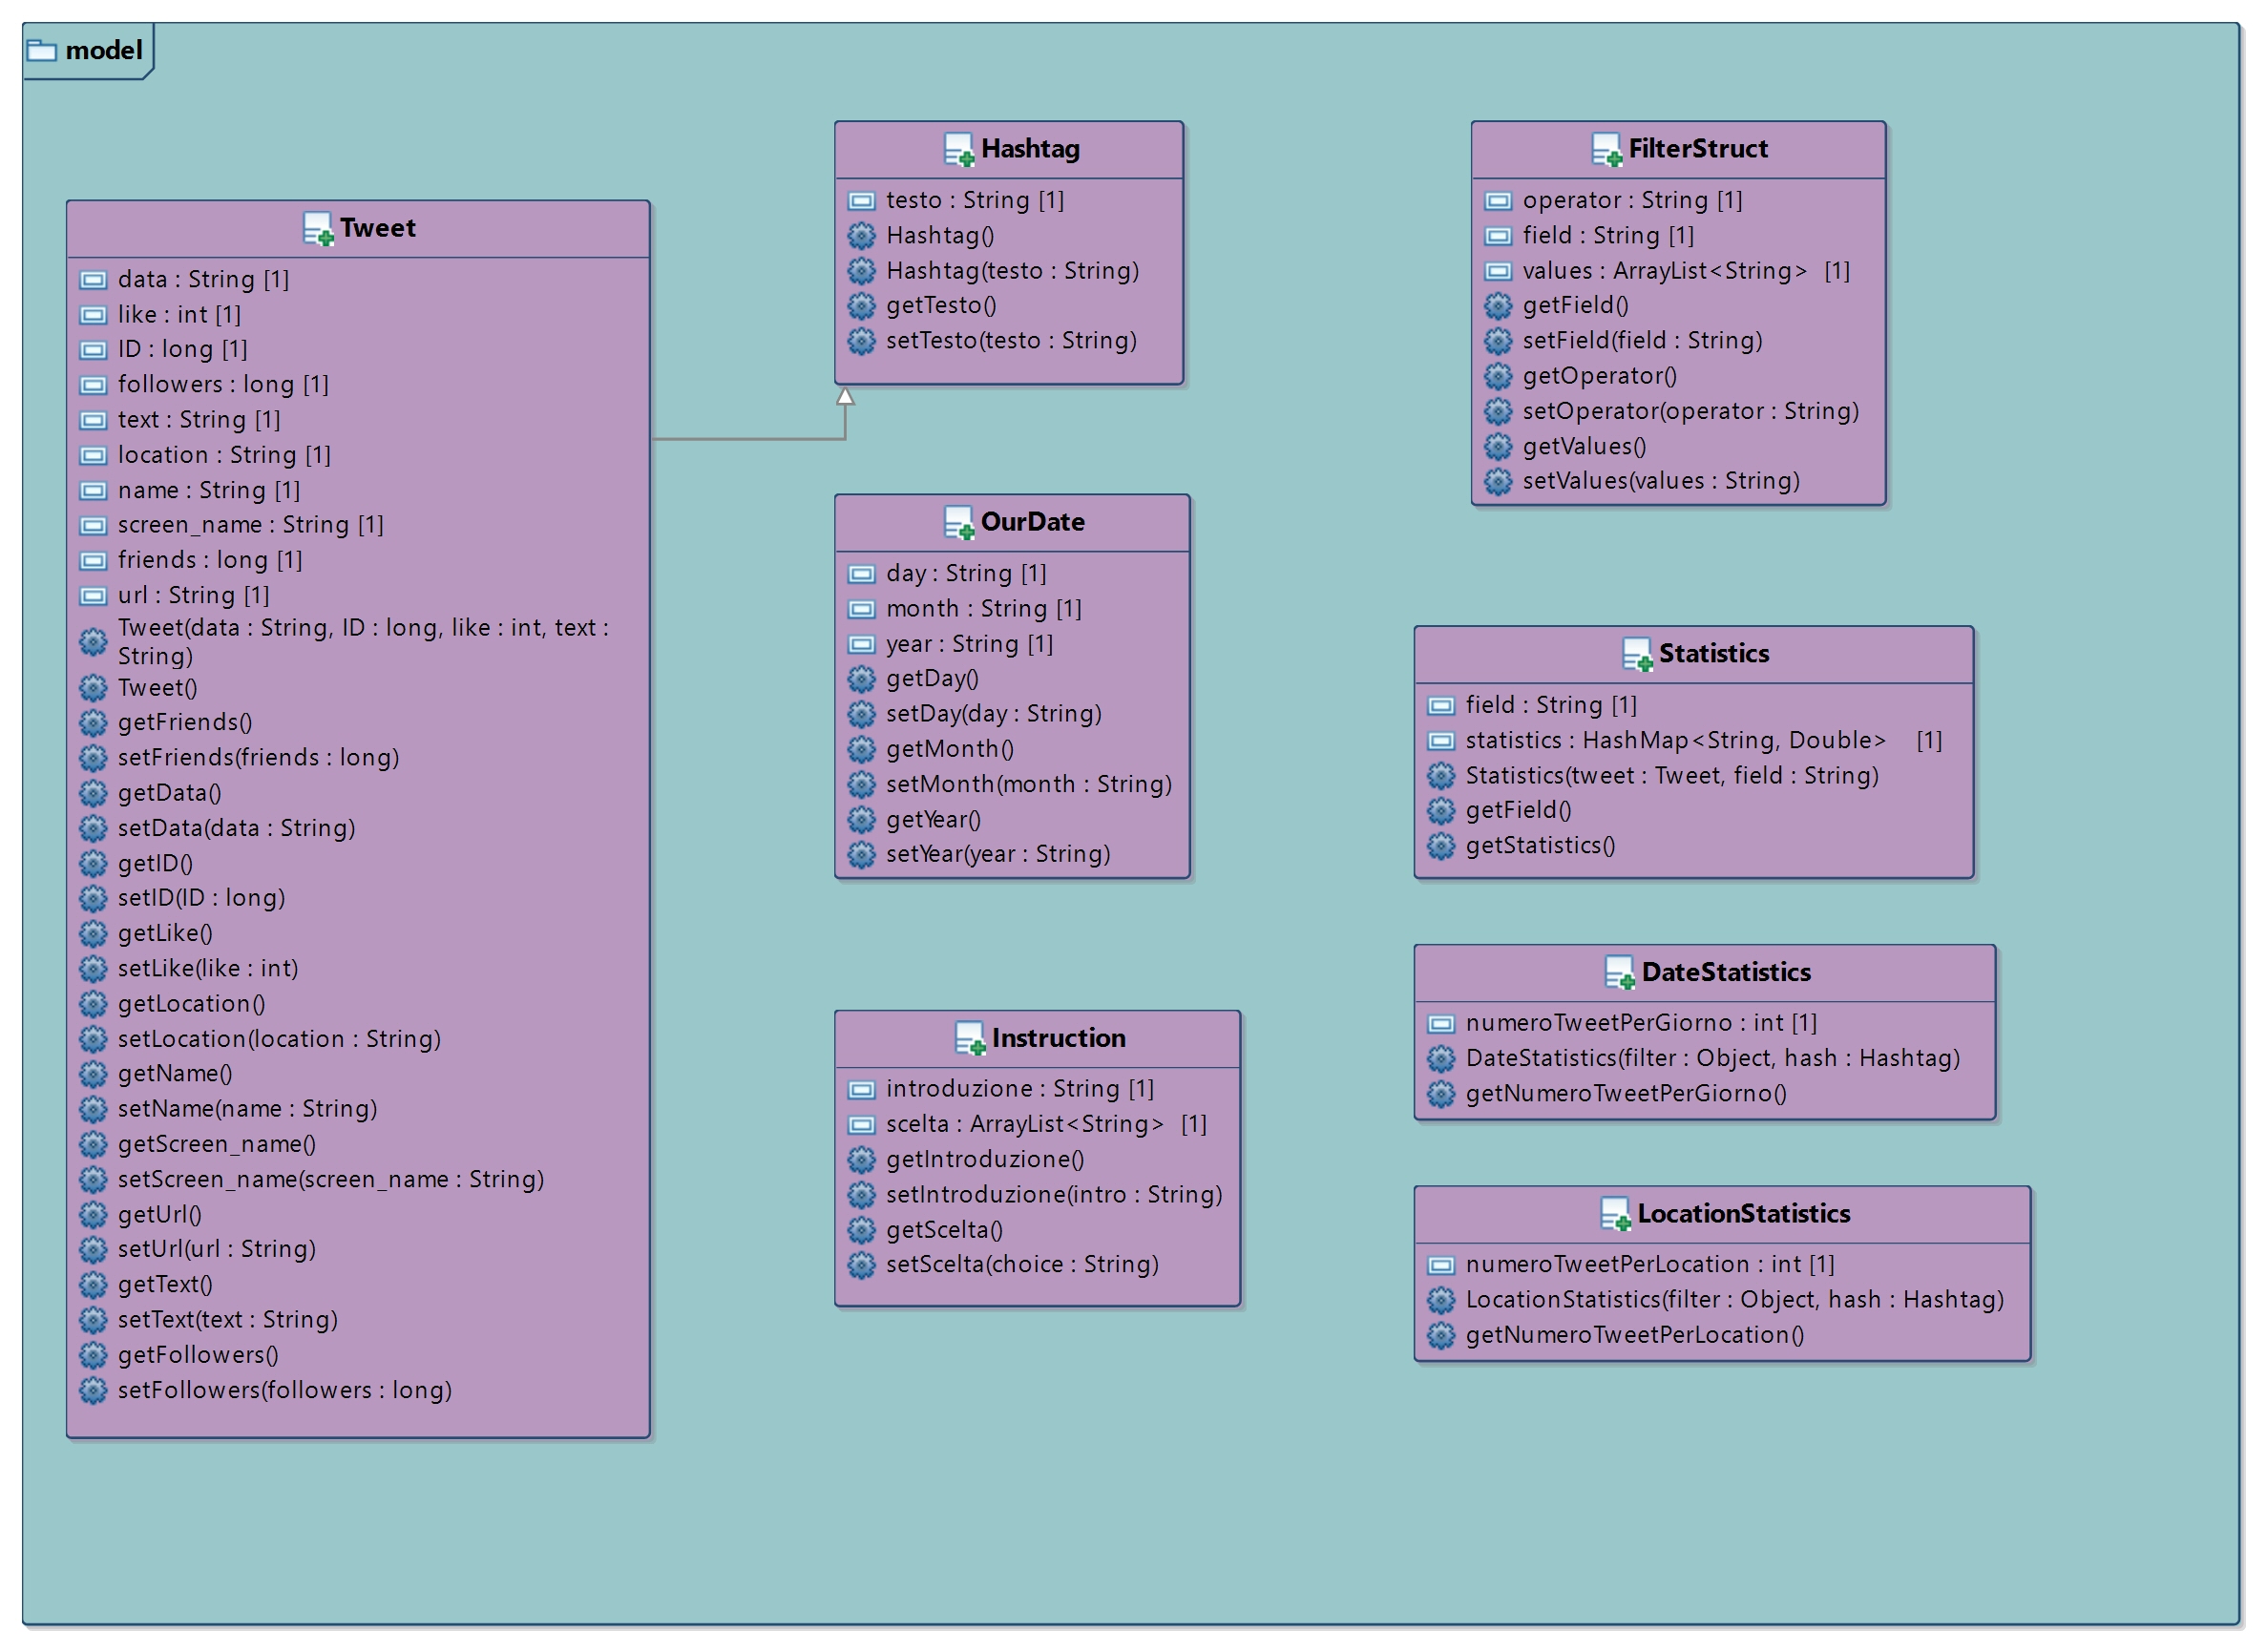 model
Tweet
data : String [1]
like : int [1]
ID : long [1]
followers : long [1]
text : String [1]
location : String [1]
name : String [1]
screen_name : String [1]
friends : long [1]
url : String [1]
Tweet(data : String, ID : long, like : int, text :
String)
Tweet()
getFriends()
setFriends(friends : long)
getData()
setData(data : String)
getID()
setID(ID : long)
getLike()
setLike(like : int)
getLocation()
setLocation(location : String)
getName()
setName(name : String)
getScreen_name()
setScreen_name(screen_name : String)
getUrl()
setUrl(url : String)
getText()
setText(text : String)
getFollowers()
setFollowers(followers : long)
Hashtag
testo : String [1]
Hashtag()
Hashtag(testo : String)
getTesto()
setTesto(testo : String)
OurDate
day : String [1]
month : String [1]
year : String [1]
getDay()
setDay(day : String)
getMonth()
setMonth(month : String)
getYear()
setYear(year : String)
Instruction
introduzione : String [1]
scelta : ArrayList<String> [1]
getIntroduzione()
setIntroduzione(intro : String)
getScelta()
setScelta(choice : String)
FilterStruct
operator : String [1]
field : String [1]
values : ArrayList<String> [1]
getField()
setField(field : String)
getOperator()
setOperator(operator : String)
getValues()
setValues(values : String)
Statistics
field : String [1]
statistics : HashMap<String, Double> [1]
Statistics(tweet : Tweet, field : String)
getField()
getStatistics()
DateStatistics
numeroTweetPerGiorno : int [1]
DateStatistics(filter : Object, hash : Hashtag)
getNumeroTweetPerGiorno()
LocationStatistics
numeroTweetPerLocation : int [1]
LocationStatistics(filter : Object, hash : Hashtag)
getNumeroTweetPerLocation()